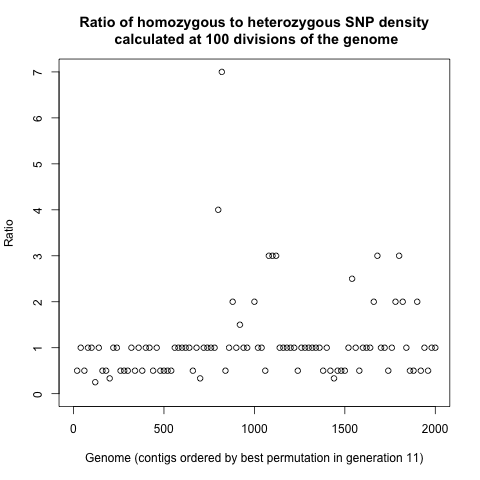 Ratio of homozygous to heterozygous SNP density
calculated at 100 divisions of the genome
7
6
5
4
3
2
1
0
Ratio
0 500 1000 1500 2000
Genome (contigs ordered by best permutation in generation 11)